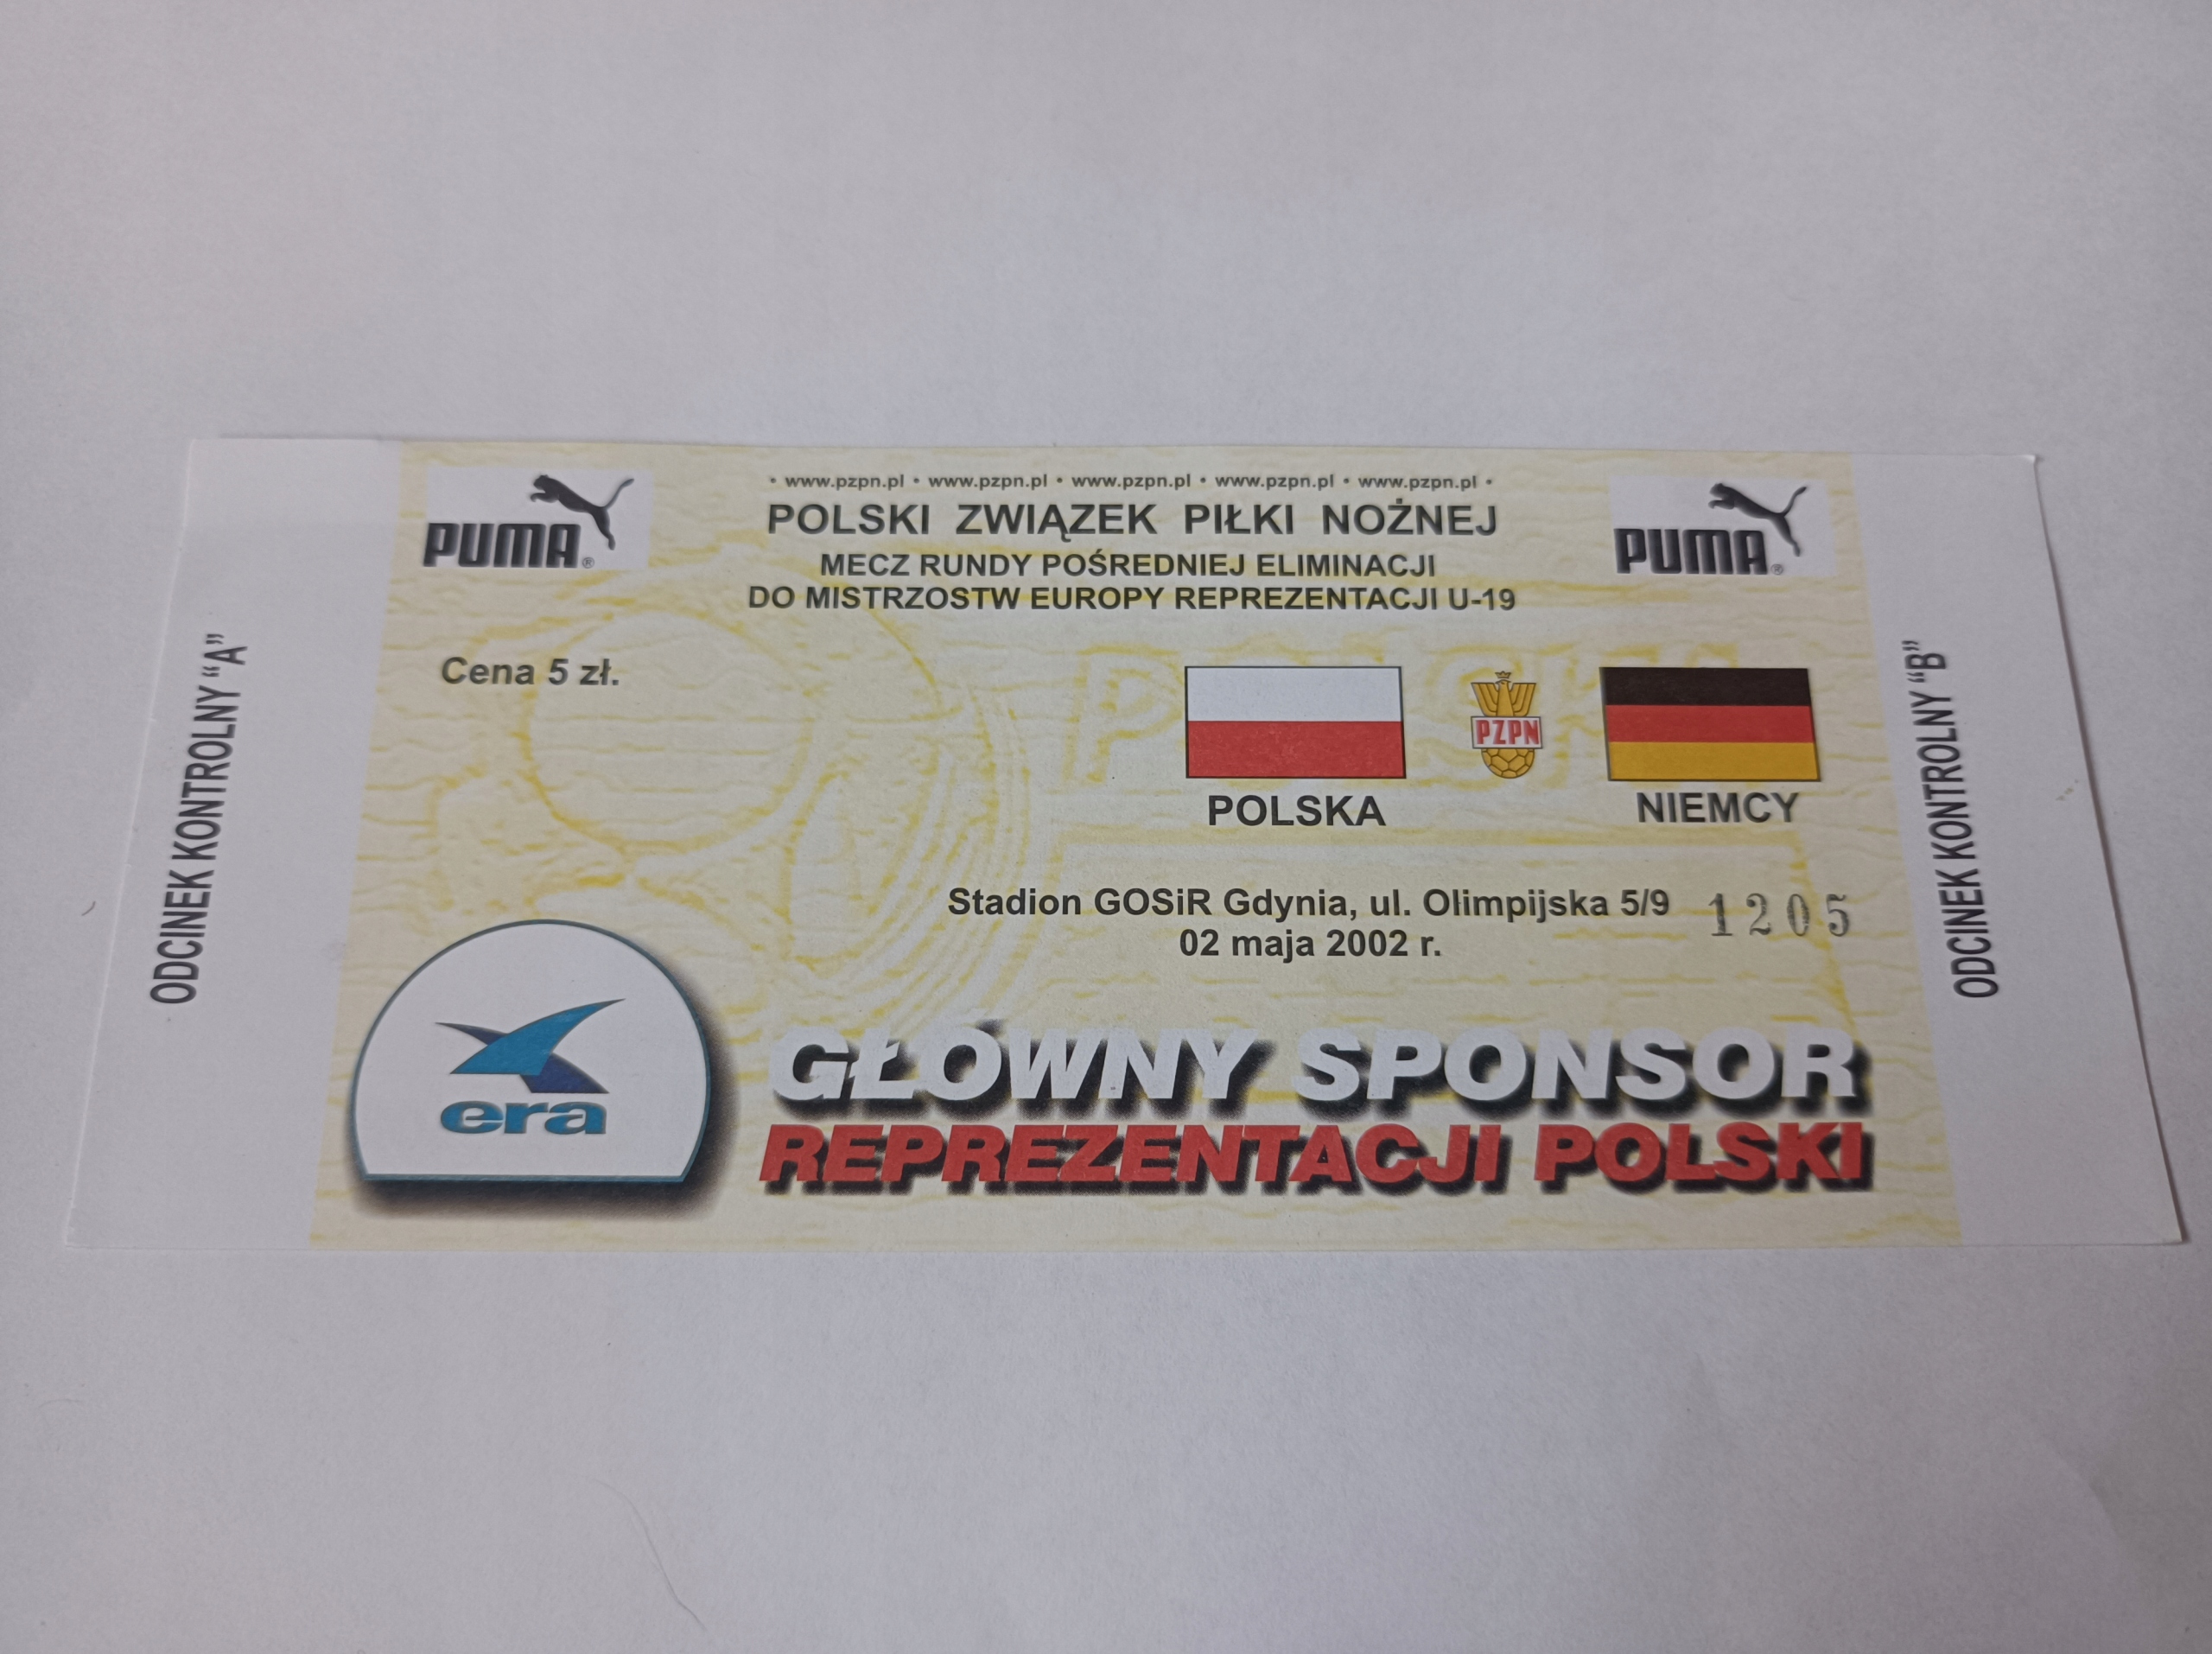 ODCINEK KONTROLNY “A”
PUMA®
• www.pzpn.pl • www.pzpn.pl • www.pzpn.pl • www.pzpn.pl • www.pzpn.pl •
POLSKI ZWIĄZEK PIŁKI NOŻNEJ
MECZ RUNDY POŚREDNIEJ ELIMINACJI
DO MISTRZOSTW EUROPY REPREZENTACJI U-19
PUMA®
Cena 5 zł.
PZPN
POLSKA
NIEMCY
Stadion GOSiR Gdynia, ul. Olimpijska 5/9
1205
02 maja 2002 r.
era
GŁÓWNY SPONSOR
REPREZENTACJI POLSKI
ODCINEK KONTROLNY “B”